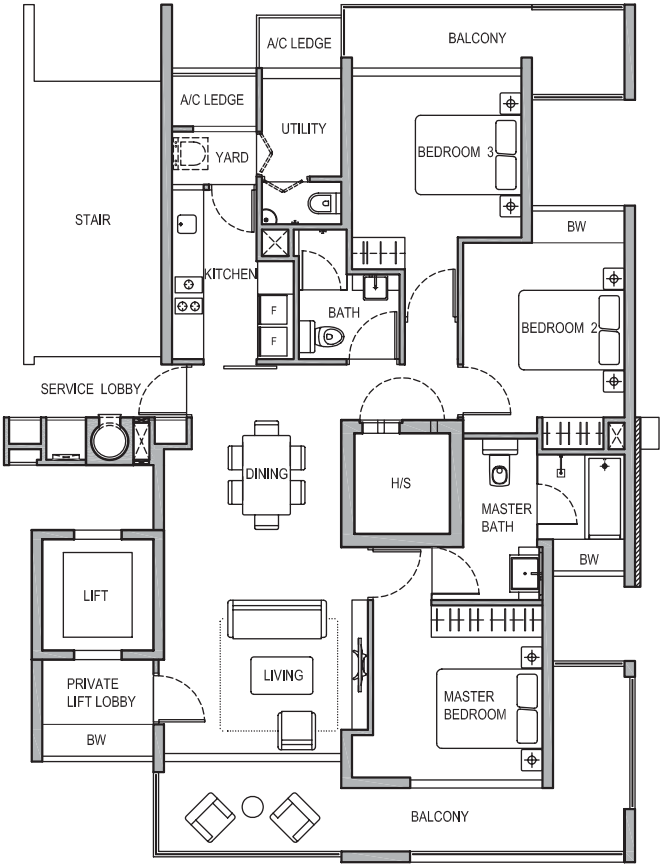 BALCONY
A/C LEDGE
A/C LEDGE
UTILITY
BEDROOM 3
YARD
STAIR
BW
KITCHEN
BATH
F
F
BEDROOM 2
SERVICE LOBBY
DINING
H/S
MASTER
BATH
BW
LIFT
LIVING
PRIVATE
LIFT LOBBY
MASTER
BEDROOM
BW
BALCONY